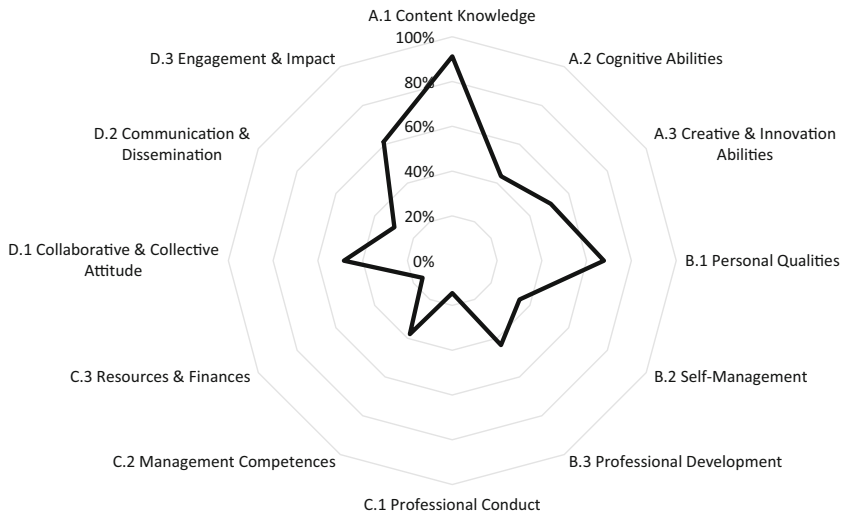 A.1 Content Knowledge
100%
D.3 Engagement & Impact
A.2 Cognitive Abilities
80%
D.2 Communication &
Dissemination
A.3 Creative & Innovation
Abilities
60%
40%
20%
D.1 Collaborative & Collective
Attitude
0%
B.1 Personal Qualities
C.3 Resources & Finances
B.2 Self-Management
C.2 Management Competences
B.3 Professional Development
C.1 Professional Conduct